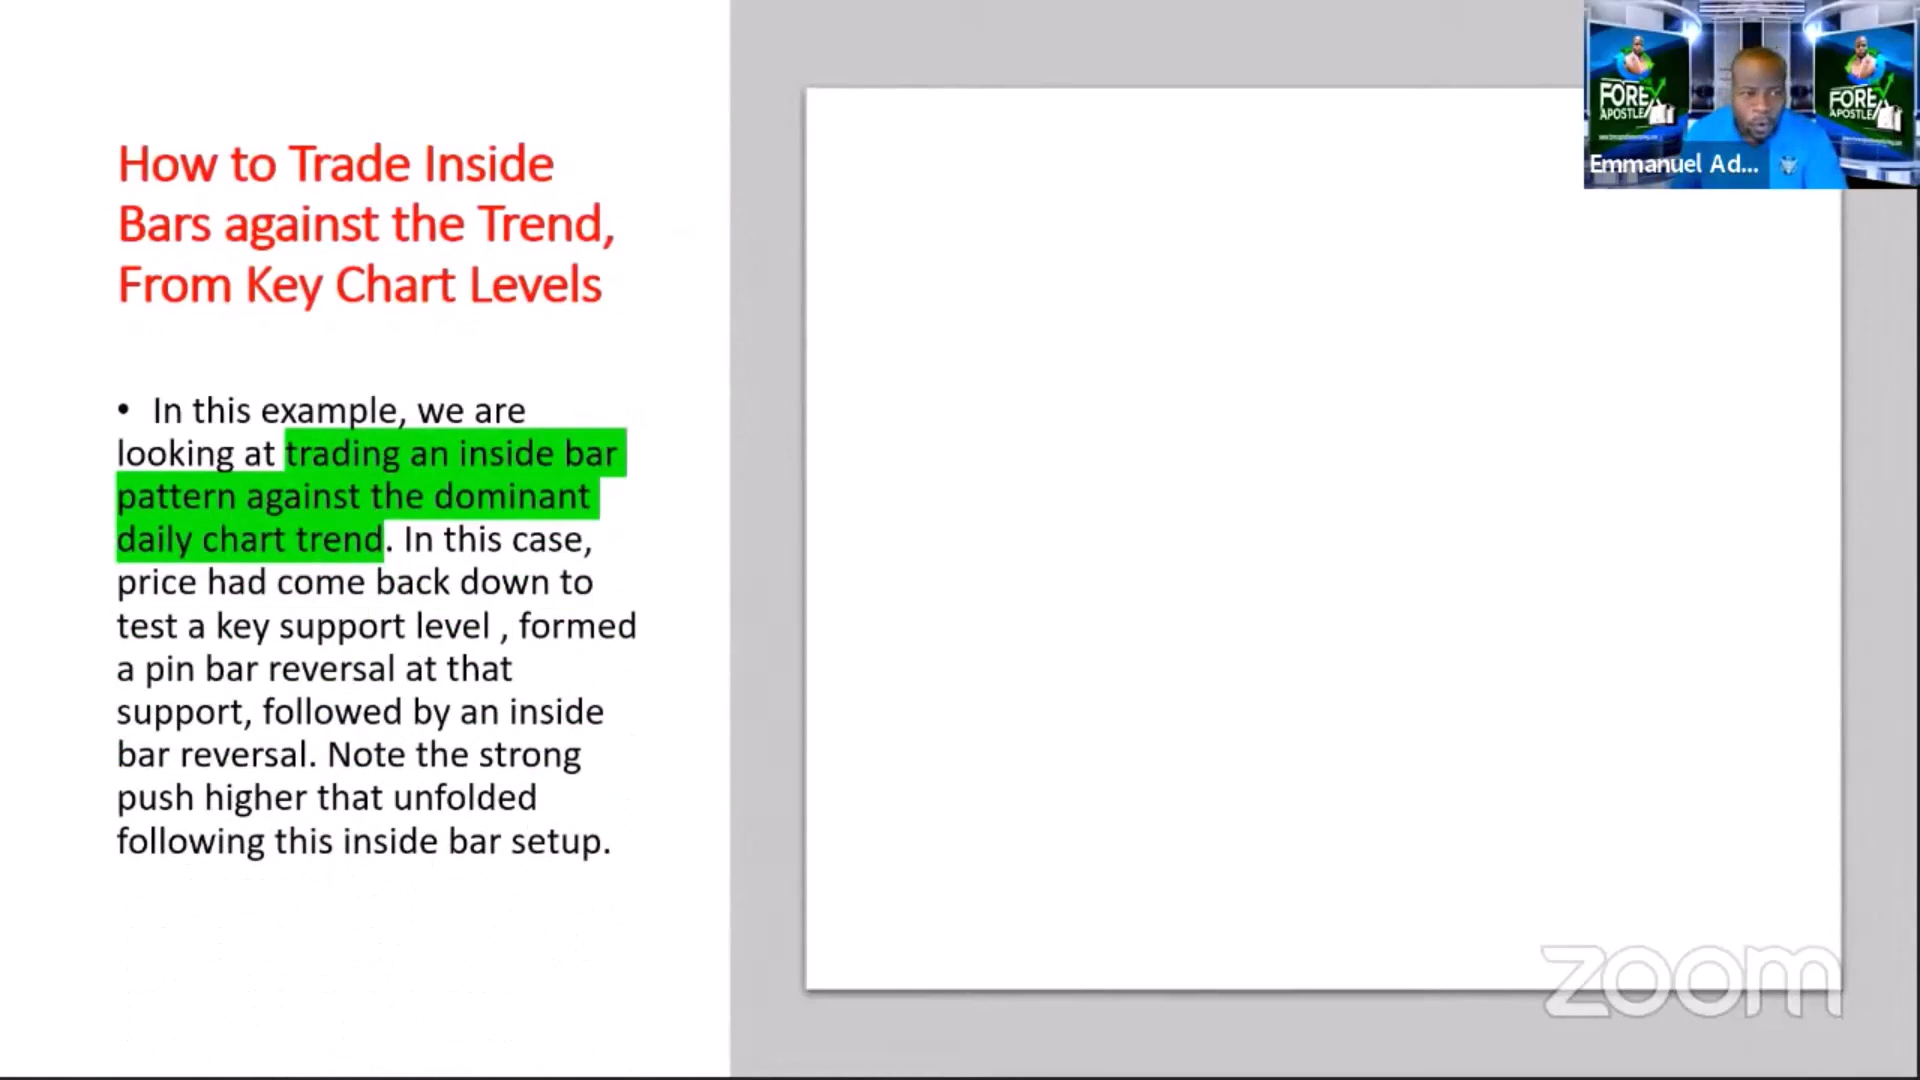 How to Trade Inside
Bars against the Trend,
From Key Chart Levels
• In this example, we are
looking at trading an inside bar
pattern against the dominant
daily chart trend. In this case,
price had come back down to
test a key support level , formed
a pin bar reversal at that
support, followed by an inside
bar reversal. Note the strong
push higher that unfolded
following this inside bar setup.
FOREX
APOSTLE
FOREX
APOSTLE
Emmanuel Ad...
zoom